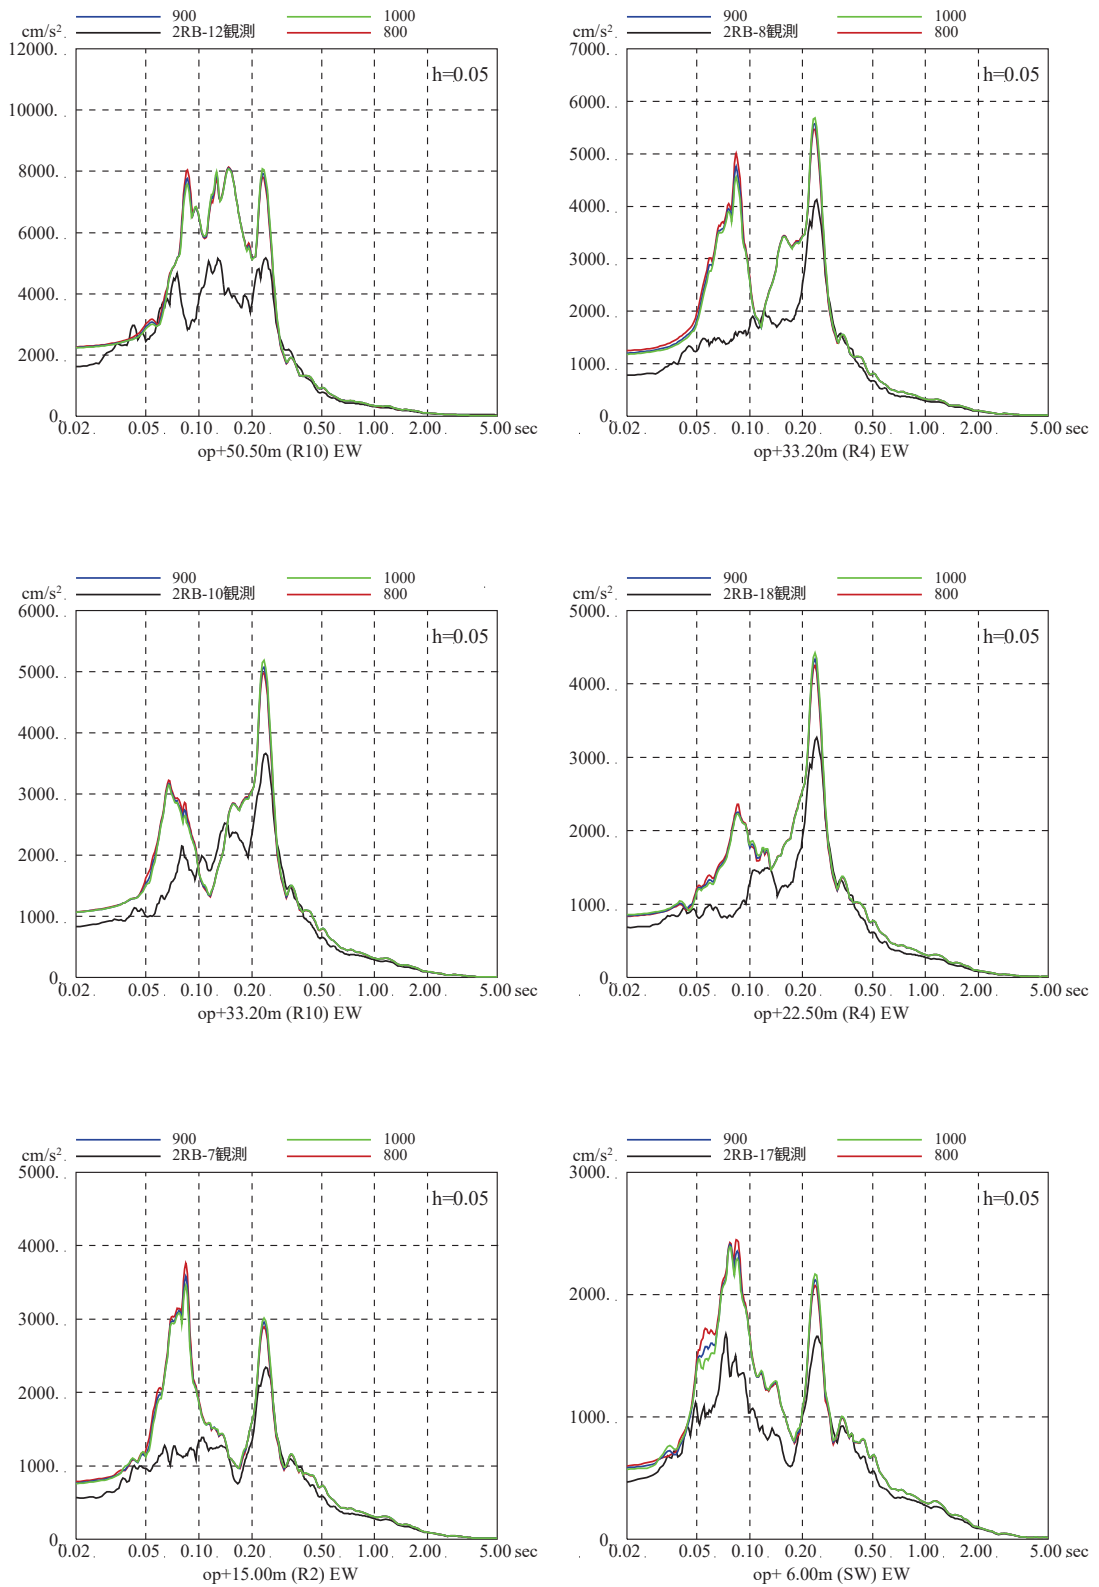 900 1000
cm/s². 2RB-12観測 800
12000.
h=0.05
10000.
8000.
6000.
4000.
2000.
0.
0.02 0.05 0.10 0.20 0.50 1.00 2.00 5.00 sec
op+50.50m (R10) EW
900 1000
cm/s². 2RB-8観測 800
7000.
h=0.05
6000.
5000.
4000.
3000.
2000.
1000.
0.
0.02 0.05 0.10 0.20 0.50 1.00 2.00 5.00 sec
op+33.20m (R4) EW
900 1000
cm/s². 2RB-10観測 800
6000.
h=0.05
5000.
4000.
3000.
2000.
1000.
0.
0.02 0.05 0.10 0.20 0.50 1.00 2.00 5.00 sec
op+33.20m (R10) EW
900 1000
cm/s². 2RB-18観測 800
5000.
h=0.05
4000.
3000.
2000.
1000.
0.
0.02 0.05 0.10 0.20 0.50 1.00 2.00 5.00 sec
op+22.50m (R4) EW
900 1000
cm/s². 2RB-7観測 800
5000.
h=0.05
4000.
3000.
2000.
1000.
0.
0.02 0.05 0.10 0.20 0.50 1.00 2.00 5.00 sec
op+15.00m (R2) EW
900 1000
cm/s². 2RB-17観測 800
3000.
h=0.05
2000.
1000.
0.
0.02 0.05 0.10 0.20 0.50 1.00 2.00 5.00 sec
op+ 6.00m (SW) EW